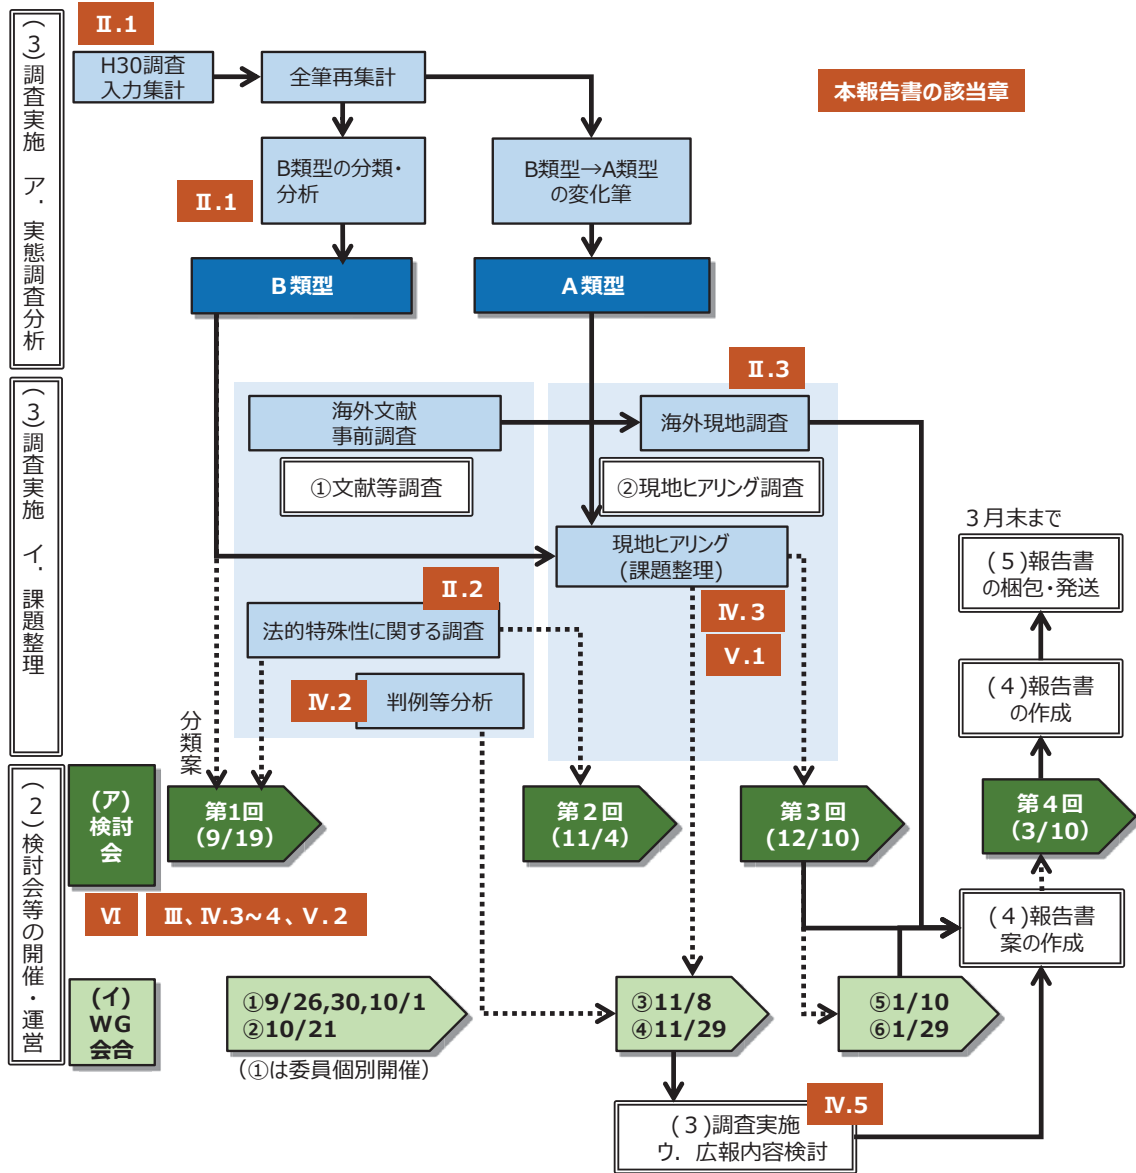 (３)調査実施　ア．実態調査分析
Ⅱ.1
H30調査
入力集計
全筆再集計
本報告書の該当章
B類型の分類・
分析
Ⅱ.1
B類型→A類型
の変化筆
Ｂ類型
Ａ類型
(３)調査実施　イ．課題整理
Ⅱ.3
海外文献
事前調査
海外現地調査
①文献等調査
②現地ヒアリング調査
現地ヒアリング
(課題整理)
Ⅱ.2
Ⅳ.3
Ⅴ.1
法的特殊性に関する調査
Ⅳ.2
判例等分析
分類案
３月末まで
(５)報告書
の梱包・発送
(４)報告書
の作成
(２)検討会等の開催・運営
(ア)
検討
会
第1回
(9/19)
第２回
(11/4)
第３回
(12/10)
第４回
(3/10)
Ⅵ
Ⅲ、Ⅳ.3~4、Ⅴ.2
(４)報告書
案の作成
(イ)
WG
会合
①9/26,30,10/1
②10/21
(①は委員個別開催)
③11/8
④11/29
⑤1/10
⑥1/29
Ⅳ.5
(３)調査実施
ウ．広報内容検討